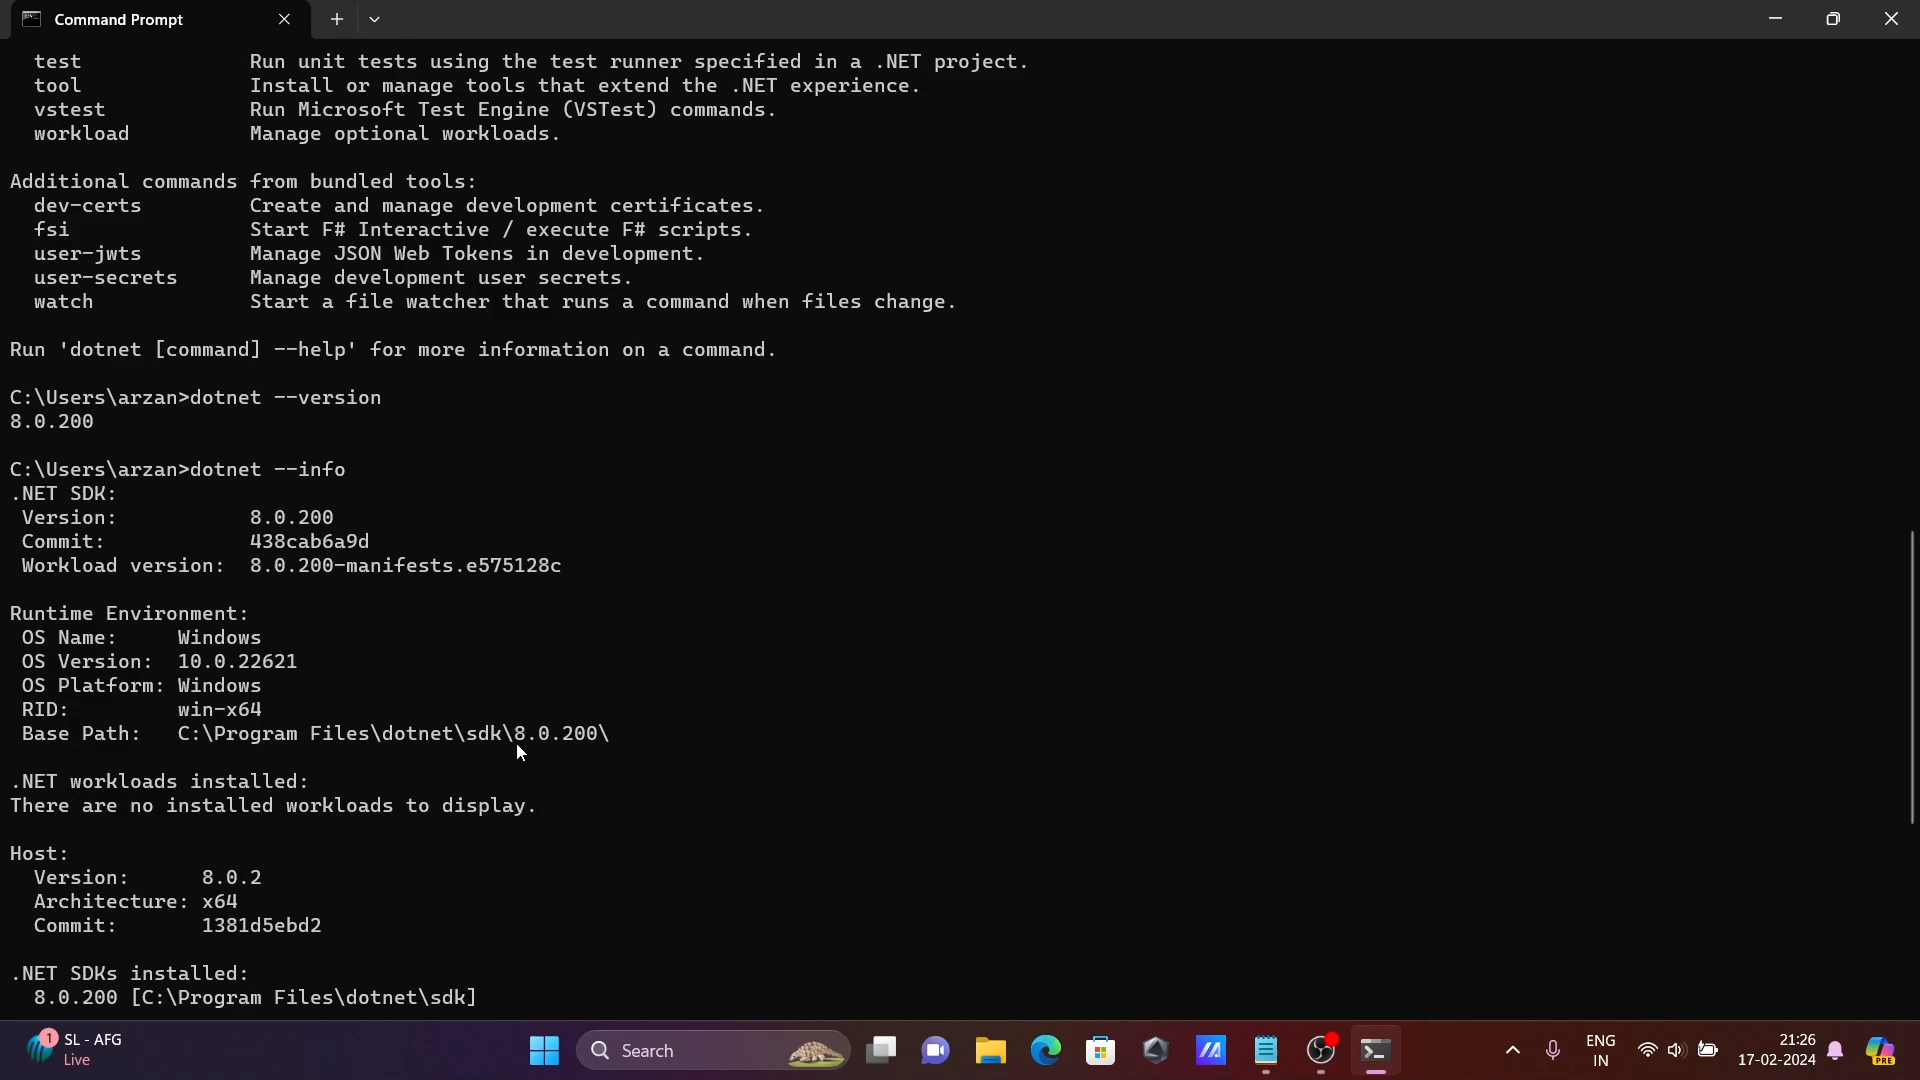 Command Prompt
test Run unit tests using the test runner specified in a .NET project.
tool Install or manage tools that extend the .NET experience.
vstest Run Microsoft Test Engine (VSTest) commands.
workload Manage optional workloads.
Additional commands from bundled tools:
dev-certs Create and manage development certificates.
fsi Start F# Interactive / execute F# scripts.
user-jwts Manage JSON Web Tokens in development.
user-secrets Manage development user secrets.
watch Start a file watcher that runs a command when files change.
Run 'dotnet [command] --help' for more information on a command.
C:\Users\arzan>dotnet --version
8.0.200
C:\Users\arzan>dotnet --info
.NET SDK:
Version: 8.0.200
Commit: 438cab6a9d
Workload version: 8.0.200-manifests.e575128c
Runtime Environment:
OS Name: Windows
OS Version: 10.0.22621
OS Platform: Windows
RID: win-x64
Base Path: C:\Program Files\dotnet\sdk\8.0.200\
.NET workloads installed:
There are no installed workloads to display.
Host:
Version: 8.0.2
Architecture: x64
Commit: 1381d5ebd2
.NET SDKs installed:
8.0.200 [C:\Program Files\dotnet\sdk]
1 SL - AFG
Live
Search
ENG
IN
21:26
17-02-2024
PRE